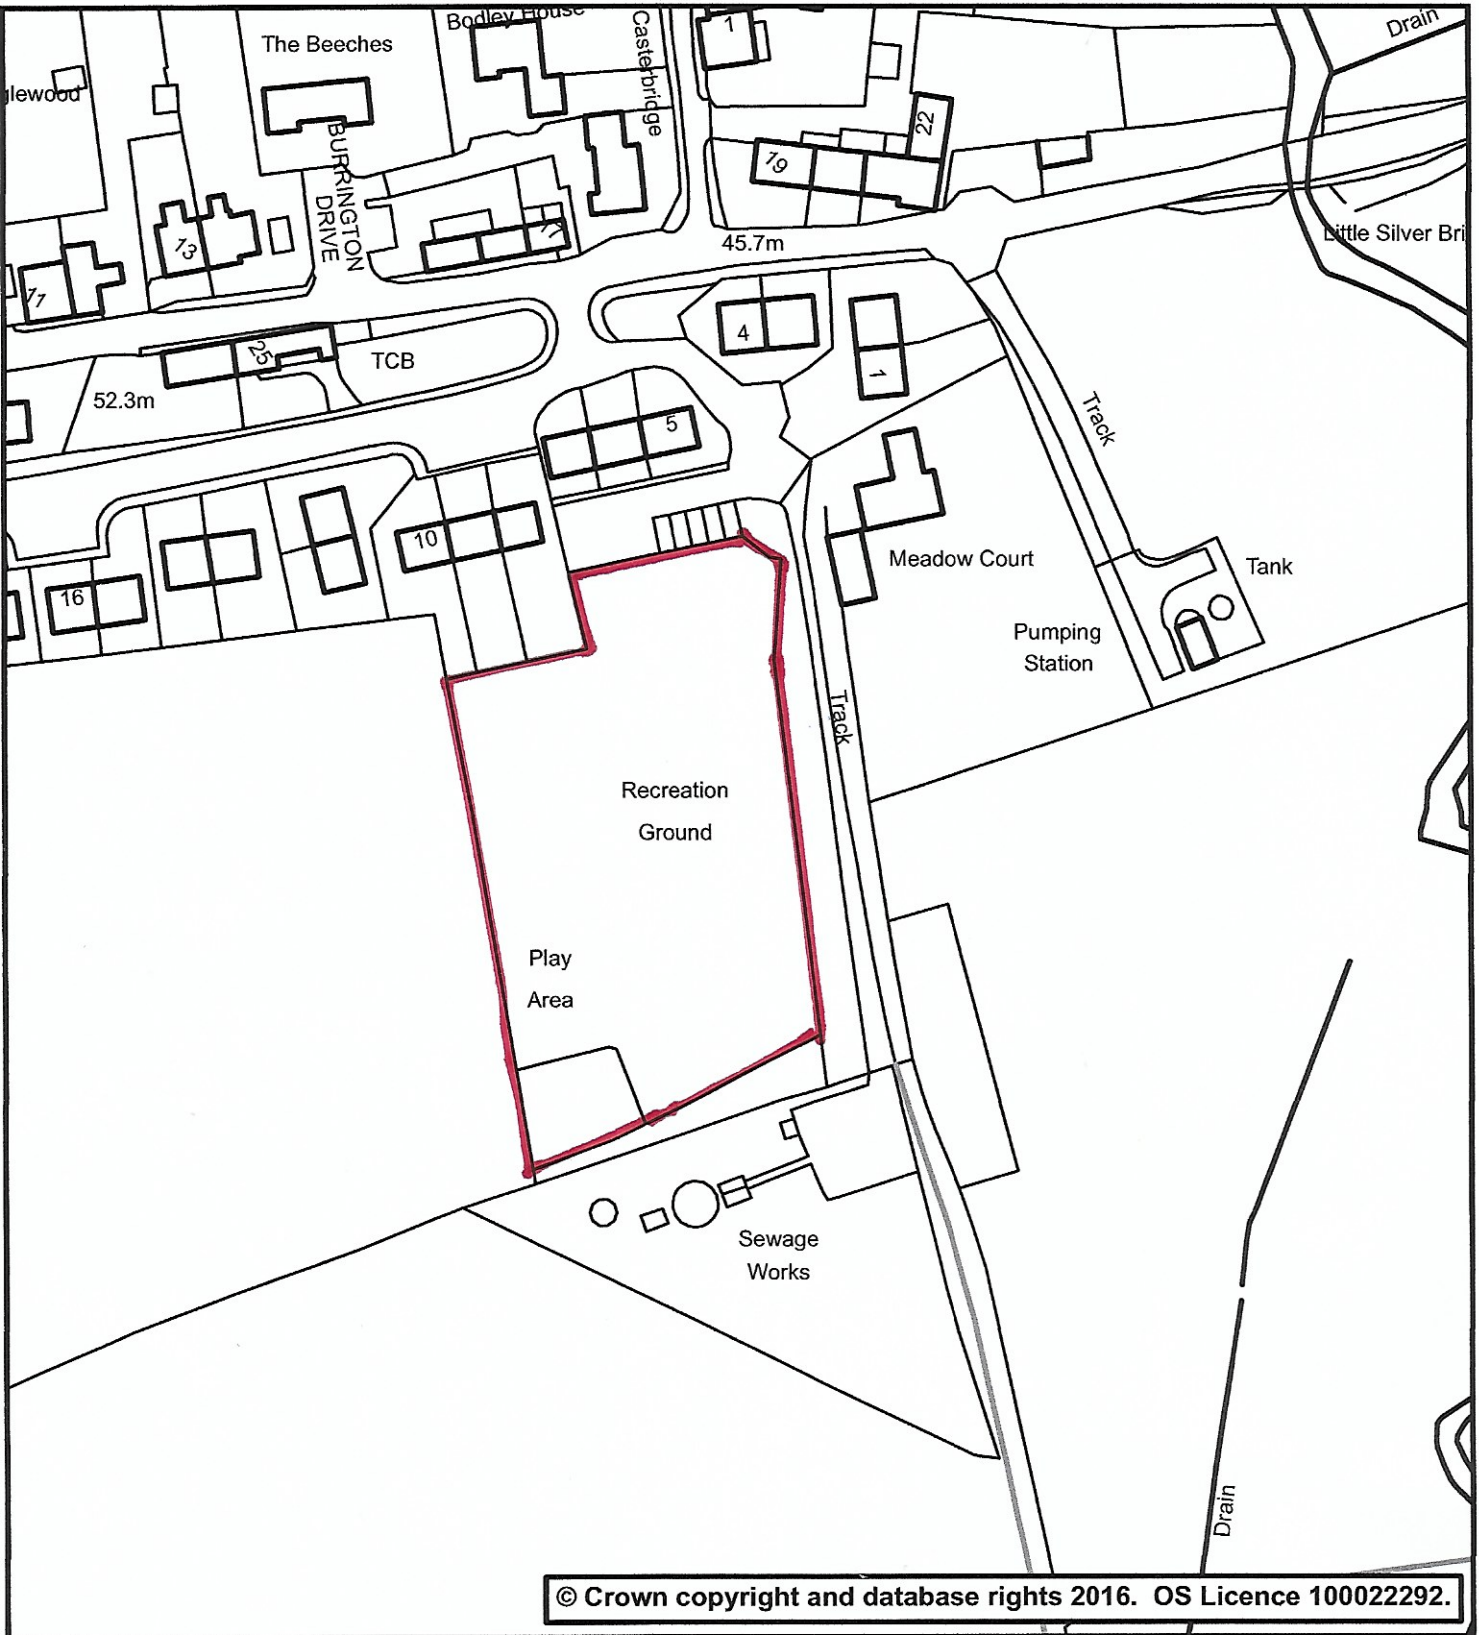 Bodley House
The Beeches
Casterbridge
1
Drain
glewood
22
19
BURRINGTON
DRIVE
13
45.7m
Little Silver Bri
11
4
25
TCB
1
52.3m
5
Track
10
Meadow Court
Tank
16
Pumping
Station
Track
Recreation
Ground
Play
Area
Sewage
Works
Drain
© Crown copyright and database rights 2016. OS Licence 100022292.